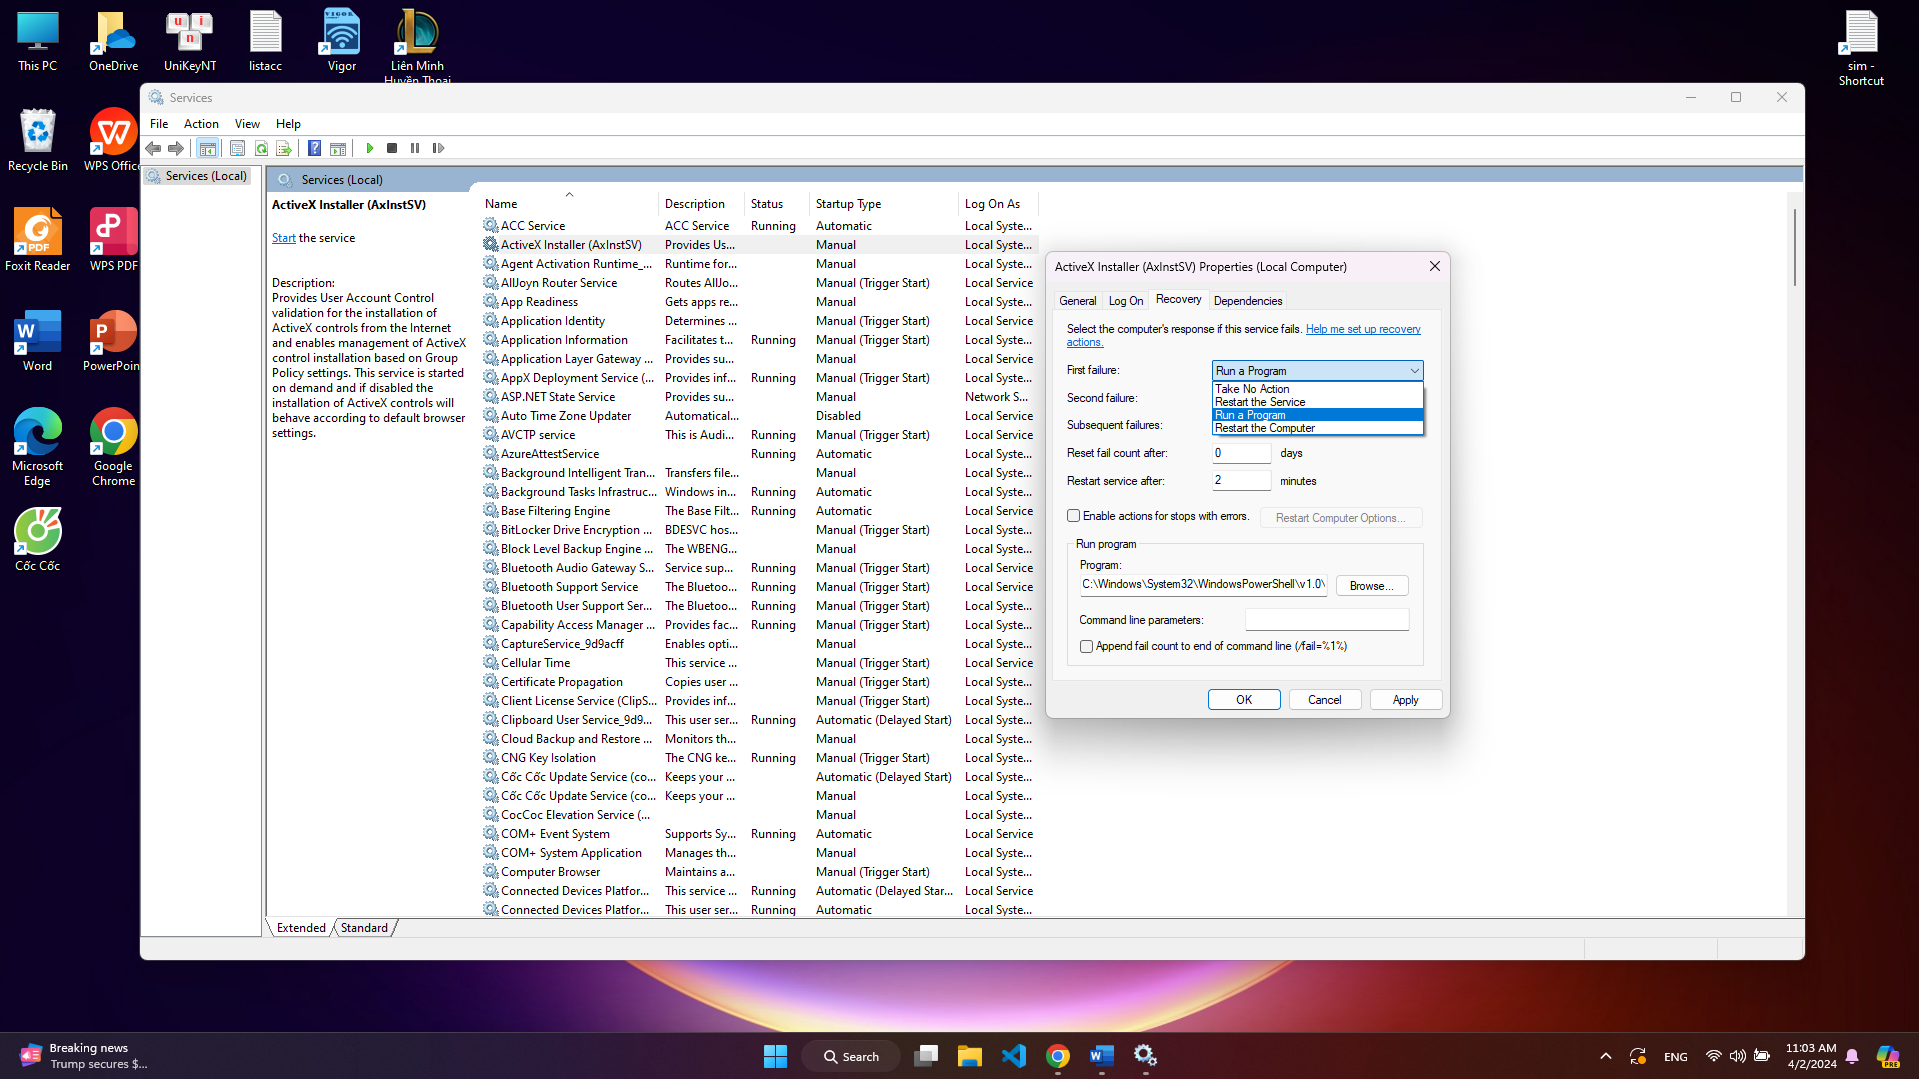 This PC
OneDrive
UniKeyNT
listacc
Vigor
Liên Minh
Huyền Thoại
sim -
Shortcut
Recycle Bin
WPS Office
Foxit Reader
WPS PDF
Word
PowerPoin
Microsoft
Edge
Google
Chrome
Cốc Cốc
Services
File Action View Help
Services (Local)
Services (Local)
ActiveX Installer (AxInstSV)
Start the service
Description:
Provides User Account Control
validation for the installation of
ActiveX controls from the Internet
and enables management of ActiveX
control installation based on Group
Policy settings. This service is started
on demand and if disabled the
installation of ActiveX controls will
behave according to default browser
settings.
Name Description Status Startup Type Log On As
ACC Service ACC Service Running Automatic Local Syste...
ActiveX Installer (AxInstSV) Provides Us... Manual Local Syste...
Agent Activation Runtime_... Runtime for... Manual Local Syste...
AllJoyn Router Service Routes AllJo... Manual (Trigger Start) Local Service
App Readiness Gets apps re... Manual Local Syste...
Application Identity Determines ... Manual (Trigger Start) Local Service
Application Information Facilitates t... Running Manual (Trigger Start) Local Syste...
Application Layer Gateway ... Provides su... Manual Local Service
AppX Deployment Service (... Provides inf... Running Manual (Trigger Start) Local Syste...
ASP.NET State Service Provides su... Manual Network S...
Auto Time Zone Updater Automatical... Disabled Local Service
AVCTP service This is Audi... Running Manual (Trigger Start) Local Service
AzureAttestService Running Automatic Local Syste...
Background Intelligent Tran... Transfers file... Manual Local Syste...
Background Tasks Infrastruc... Windows in... Running Automatic Local Syste...
Base Filtering Engine The Base Filt... Running Automatic Local Service
BitLocker Drive Encryption ... BDESVC hos... Manual (Trigger Start) Local Syste...
Block Level Backup Engine ... The WBENG... Manual Local Syste...
Bluetooth Audio Gateway S... Service sup... Running Manual (Trigger Start) Local Service
Bluetooth Support Service The Bluetoo... Running Manual (Trigger Start) Local Service
Bluetooth User Support Ser... The Bluetoo... Running Manual (Trigger Start) Local Syste...
Capability Access Manager ... Provides fac... Running Manual (Trigger Start) Local Syste...
CaptureService_9d9acff Enables opti... Manual Local Syste...
Cellular Time This service ... Manual (Trigger Start) Local Service
Certificate Propagation Copies user ... Manual (Trigger Start) Local Syste...
Client License Service (ClipS... Provides inf... Manual (Trigger Start) Local Syste...
Clipboard User Service_9d9... This user ser... Running Automatic (Delayed Start) Local Syste...
Cloud Backup and Restore ... Monitors th... Manual Local Syste...
CNG Key Isolation The CNG ke... Running Manual (Trigger Start) Local Syste...
Cốc Cốc Update Service (co... Keeps your ... Automatic (Delayed Start) Local Syste...
Cốc Cốc Update Service (co... Keeps your ... Manual Local Syste...
CocCoc Elevation Service (... Manual Local Syste...
COM+ Event System Supports Sy... Running Automatic Local Service
COM+ System Application Manages th... Manual Local Syste...
Computer Browser Maintains a... Manual (Trigger Start) Local Syste...
Connected Devices Platfor... This service ... Running Automatic (Delayed Star... Local Service
Connected Devices Platfor... This user ser... Running Automatic Local Syste...
Extended Standard
ActiveX Installer (AxInstSV) Properties (Local Computer)
General Log On Recovery Dependencies
Select the computer's response if this service fails. Help me set up recovery
actions.
First failure: Run a Program
Take No Action
Second failure: Restart the Service
Run a Program
Subsequent failures: Restart the Computer
Reset fail count after: 0 days
Restart service after: 2 minutes
Enable actions for stops with errors. Restart Computer Options...
Run program
Program:
C:\Windows\System32\WindowsPowerShell\v1.0\ Browse...
Command line parameters:
Append fail count to end of command line (/fail=%1%)
OK Cancel Apply
Breaking news
Trump secures $...
Search
ENG
11:03 AM
4/2/2024
PRE